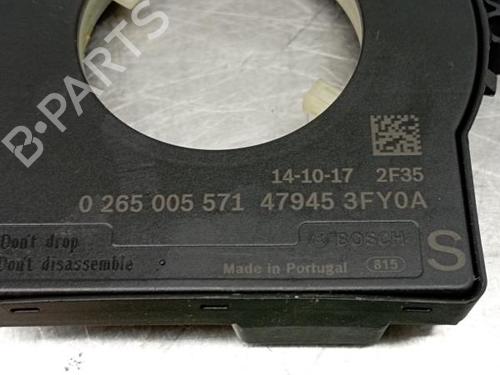 B-PARTS
14-10-17 2F35
0 265 005 571 47945 3FY0A
Don't drop
Don't disassemble
BOSCH
S
Made in Portugal 815